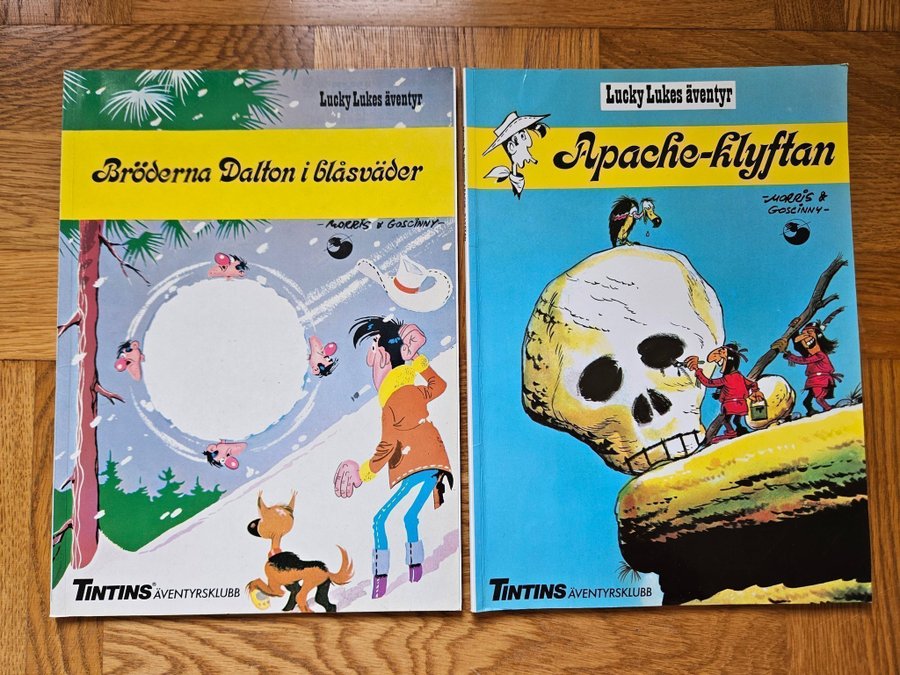 Lucky Lukes äventyr
Bröderna Dalton i blåsväder
- MORRIS & GOSCINNY -
TINTINS® ÄVENTYRSKLUBB
Lucky Lukes äventyr
Apache-klyftan
- MORRIS &
GOSCINNY -
TINTINS ÄVENTYRSKLUBB